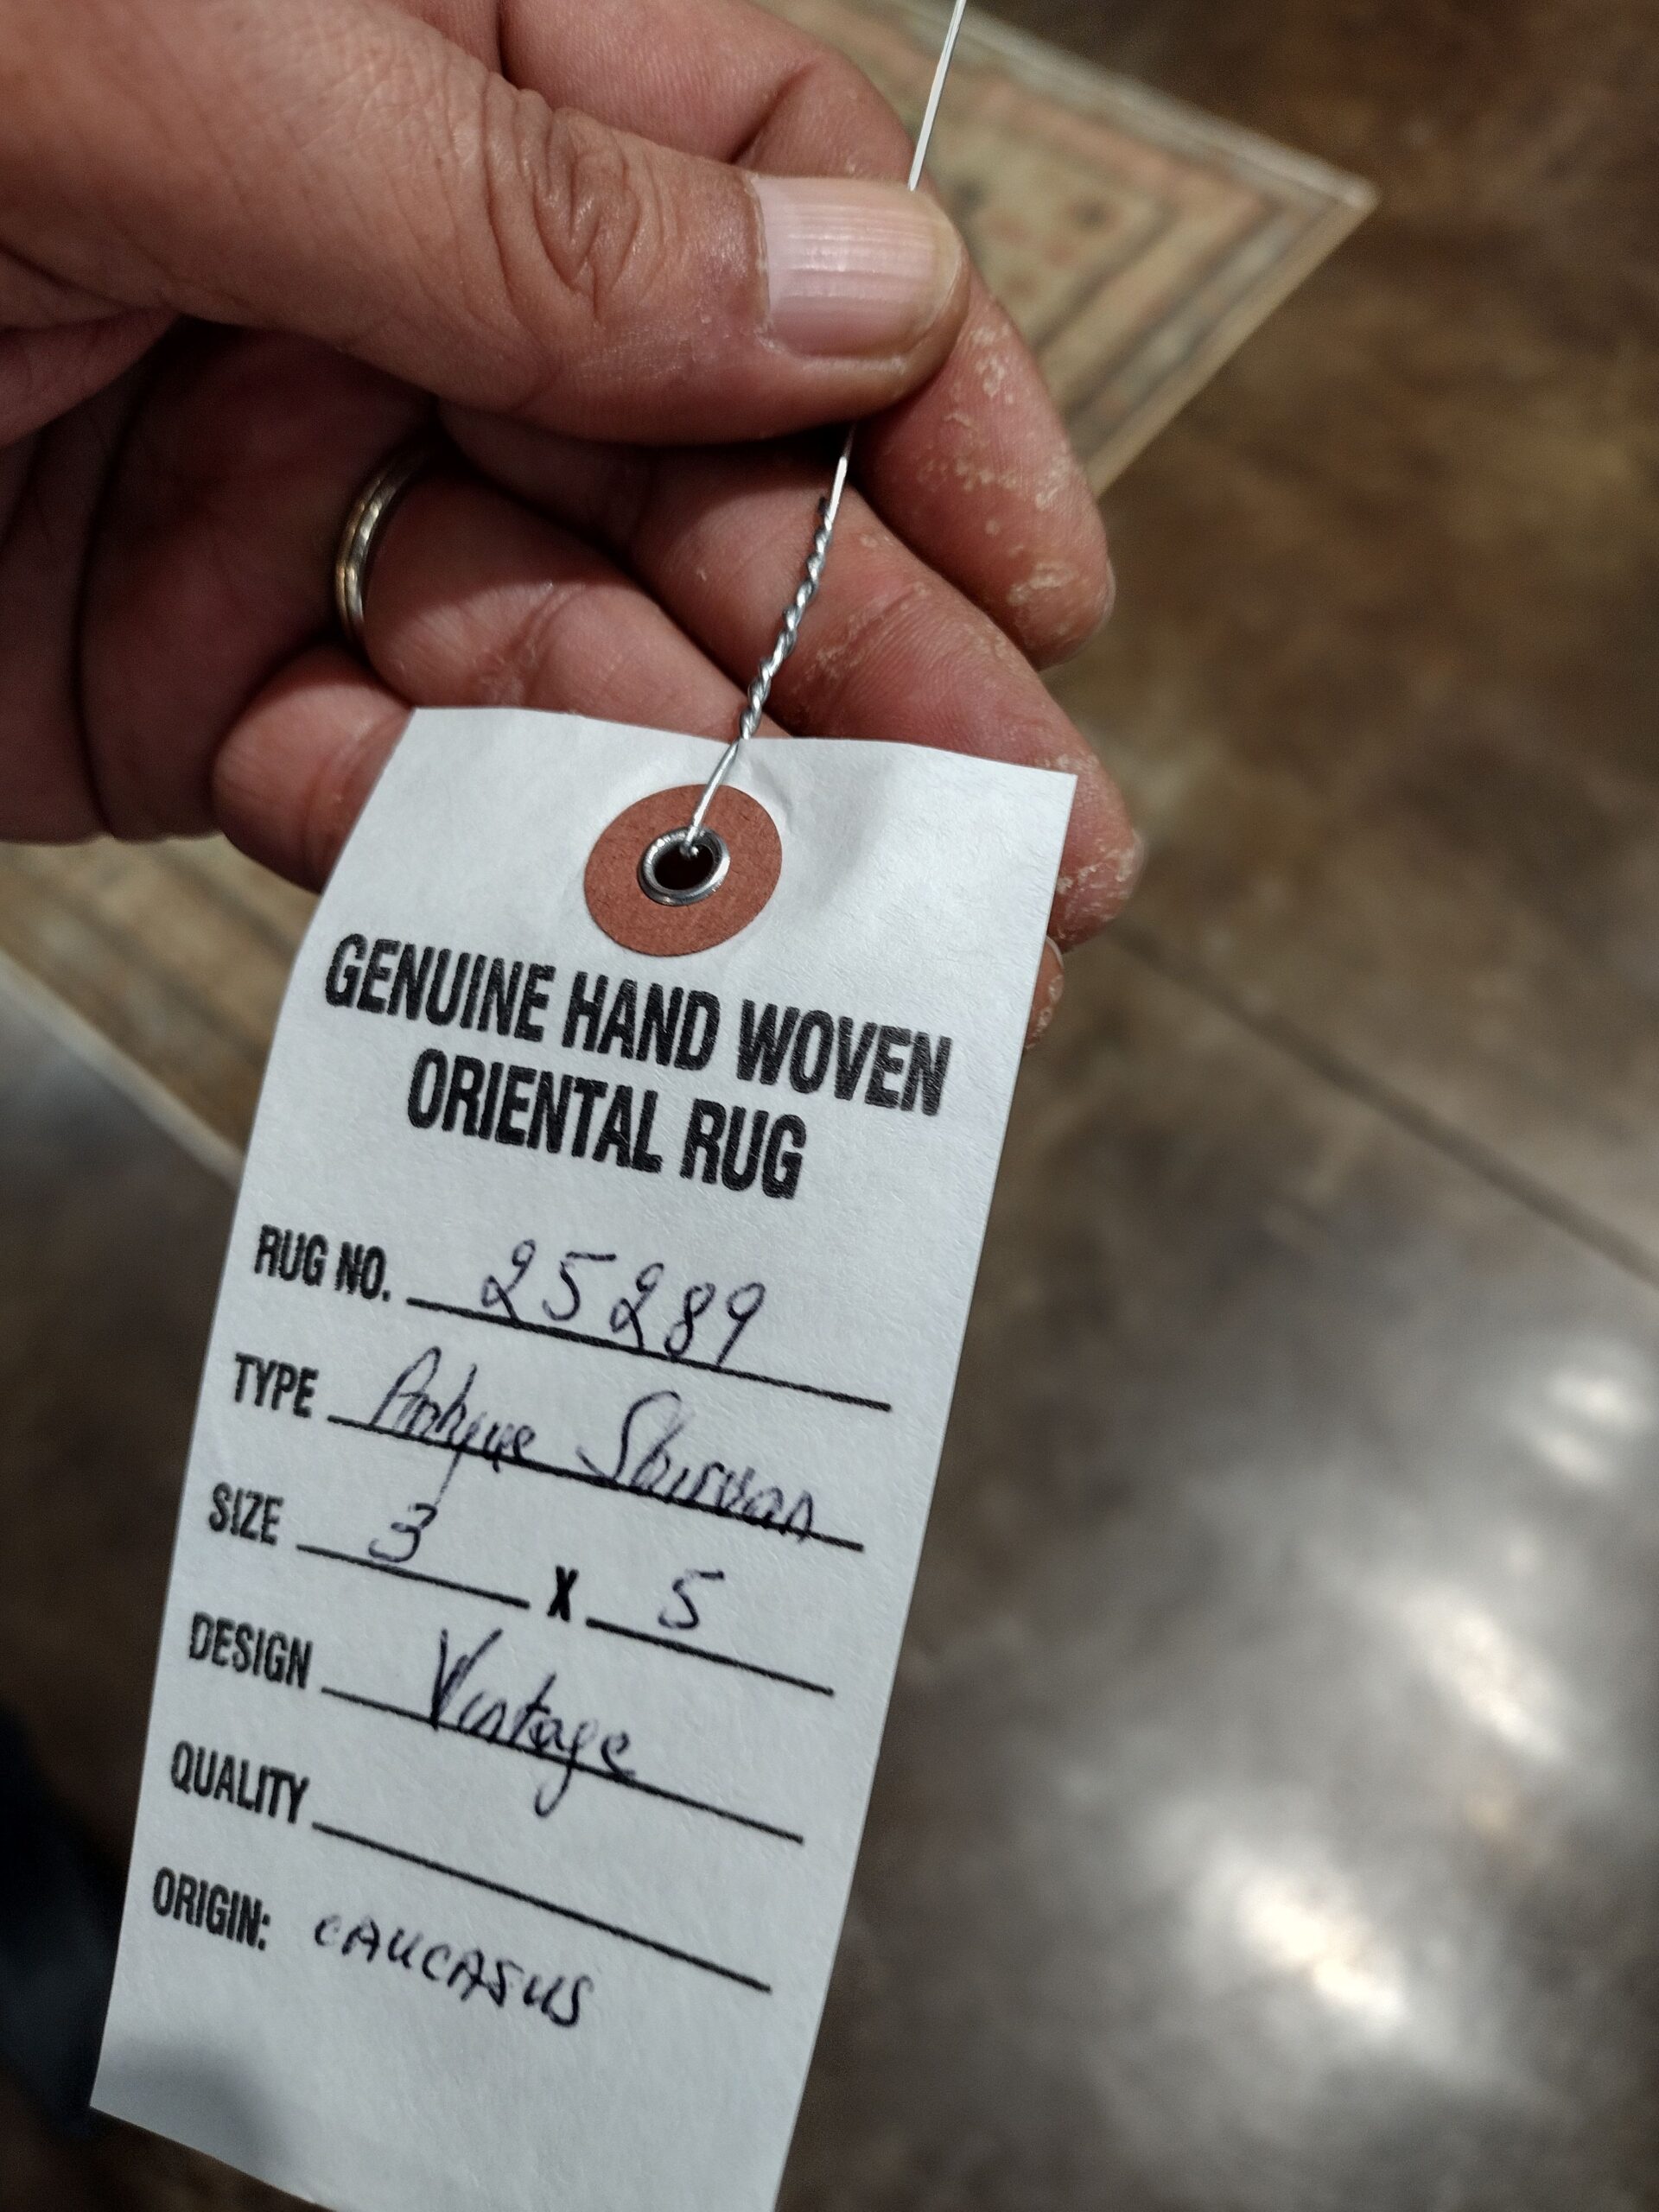 GENUINE HAND WOVEN
ORIENTAL RUG
RUG NO. 25289
TYPE Antique Shirvan
SIZE 3 X 5
DESIGN Vintage
QUALITY
ORIGIN: CAUCASUS